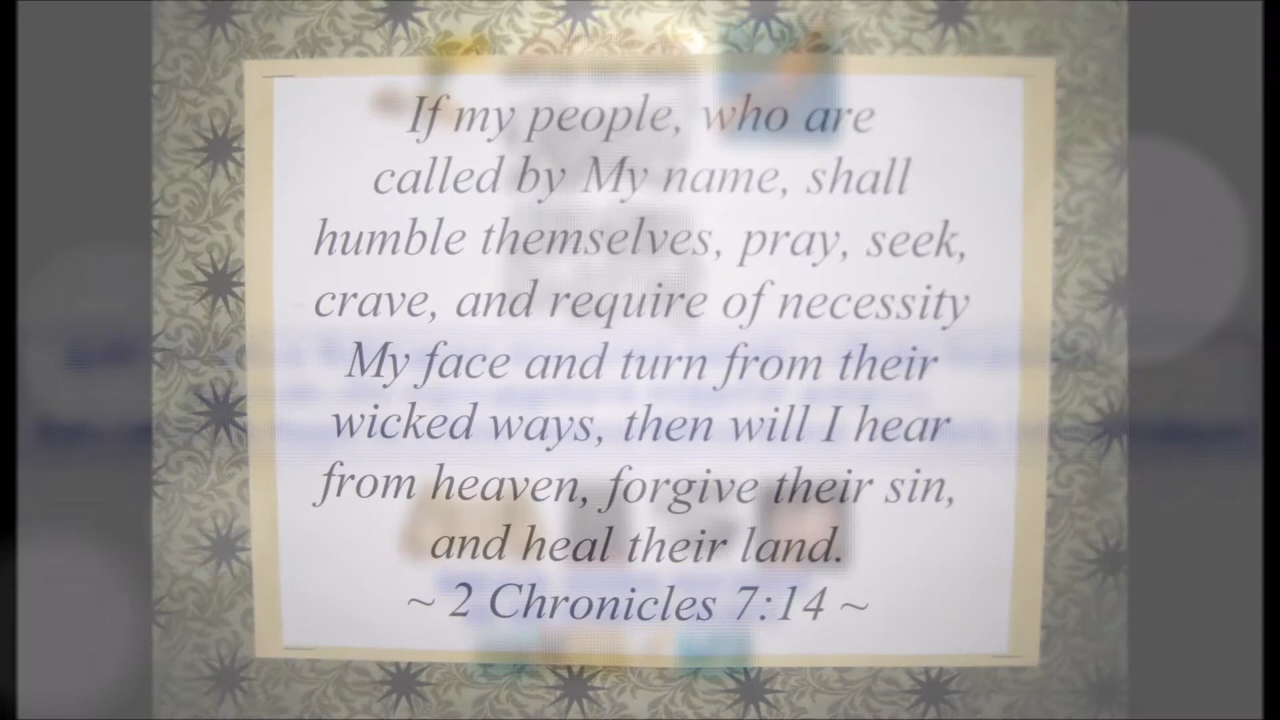 If my people, who are
called by My name, shall
humble themselves, pray, seek,
crave, and require of necessity
My face and turn from their
wicked ways, then will I hear
from heaven, forgive their sin,
and heal their land.
~ 2 Chronicles 7:14 ~